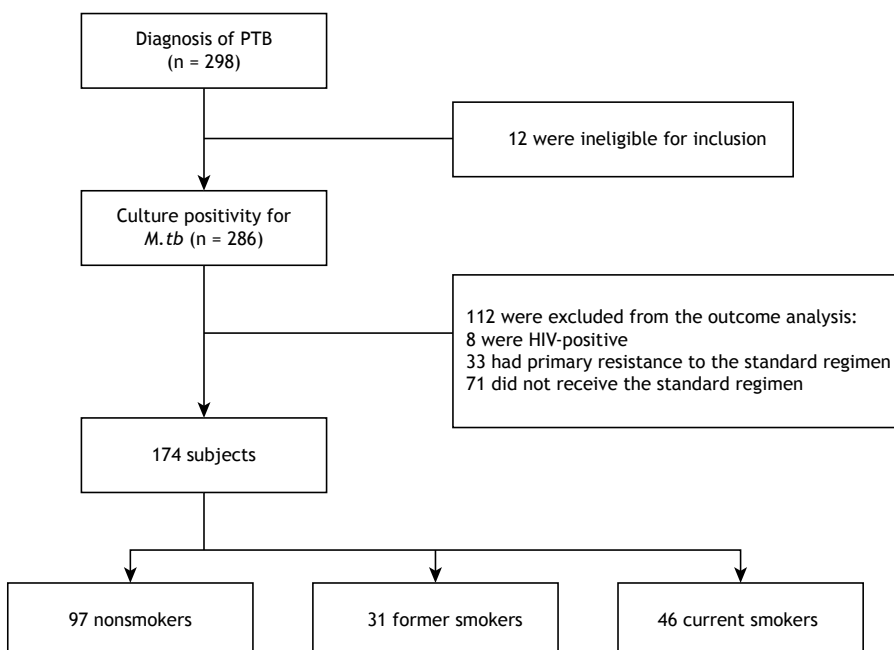 Diagnosis of PTB
(n = 298)
12 were ineligible for inclusion
Culture positivity for
M.tb (n = 286)
112 were excluded from the outcome analysis:
8 were HIV-positive
33 had primary resistance to the standard regimen
71 did not receive the standard regimen
174 subjects
97 nonsmokers
31 former smokers
46 current smokers